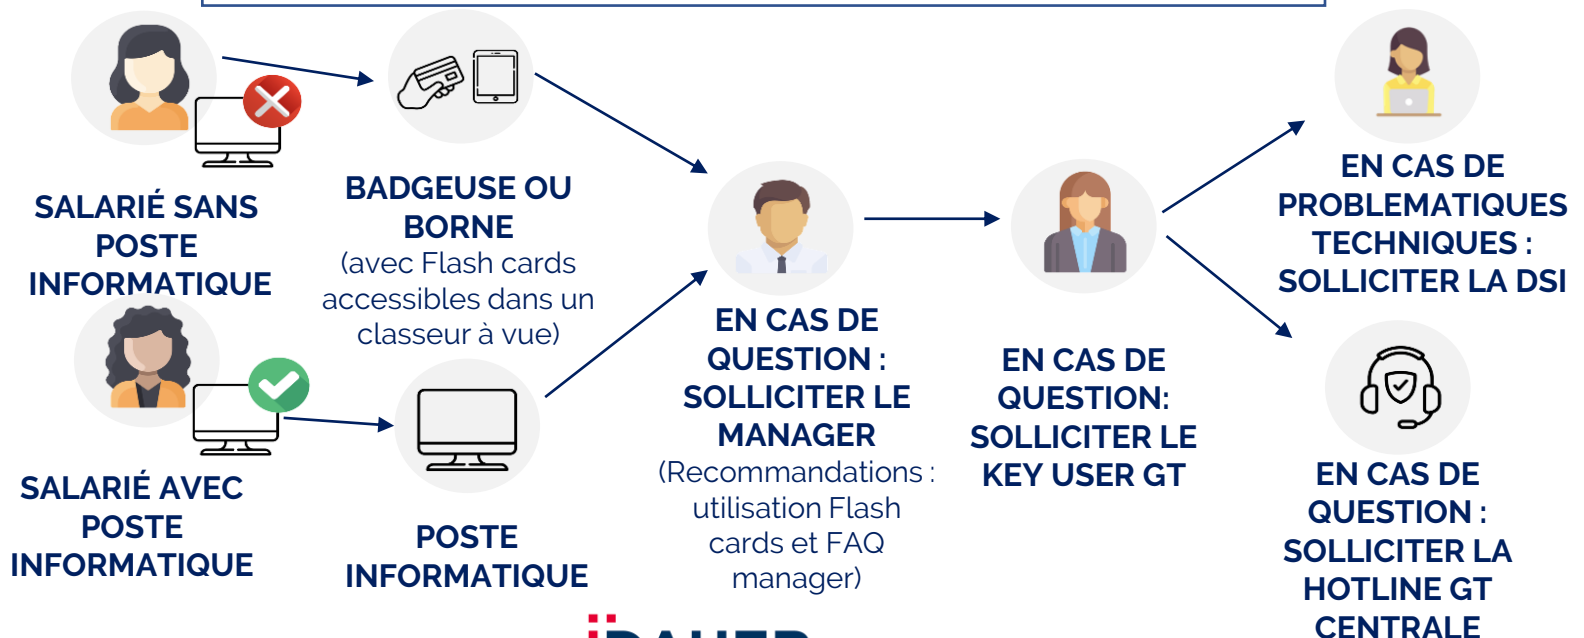 SALARIÉ SANS
POSTE
INFORMATIQUE
BADGEUSE OU
BORNE
(avec Flash cards
accessibles dans un
classeur à vue)
SALARIÉ AVEC
POSTE
INFORMATIQUE
POSTE
INFORMATIQUE
EN CAS DE
QUESTION :
SOLLICITER LE
MANAGER
(Recommandations :
utilisation Flash
cards et FAQ
manager)
EN CAS DE
QUESTION:
SOLLICITER LE
KEY USER GT
EN CAS DE
PROBLEMATIQUES
TECHNIQUES :
SOLLICITER LA DSI
EN CAS DE
QUESTION :
SOLLICITER LA
HOTLINE GT
CENTRALE